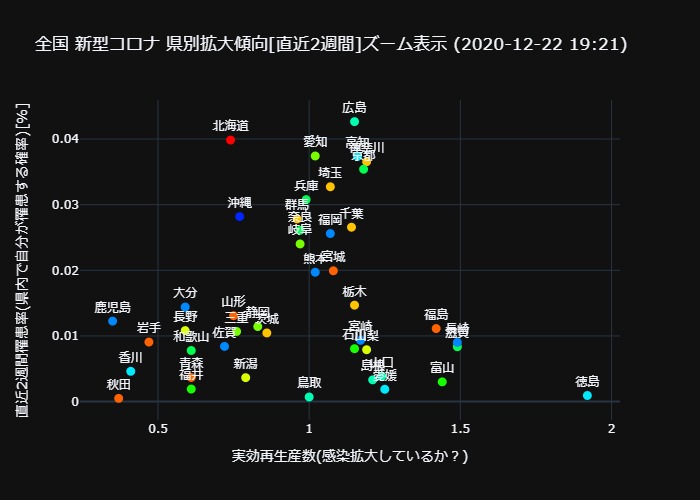 全国 新型コロナ 県別拡大傾向[直近2週間]ズーム表示 (2020-12-22 19:21)
直近2週間罹患率(県内で自分が罹患する確率)[%]
0.04
0.03
0.02
0.01
0
広島
北海道
愛知
高知
京都
埼玉
兵庫
群馬
沖縄
奈良
福岡
千葉
岐阜
熊本
宮城
大分
栃木
鹿児島
山形
長野
三重
静岡
茨城
宮崎
福島
長崎
岩手
和歌山
佐賀
石川
山梨
香川
青森
新潟
島根
山口
富山
福井
愛媛
秋田
鳥取
徳島
0.5
1
1.5
2
実効再生産数(感染拡大しているか？)